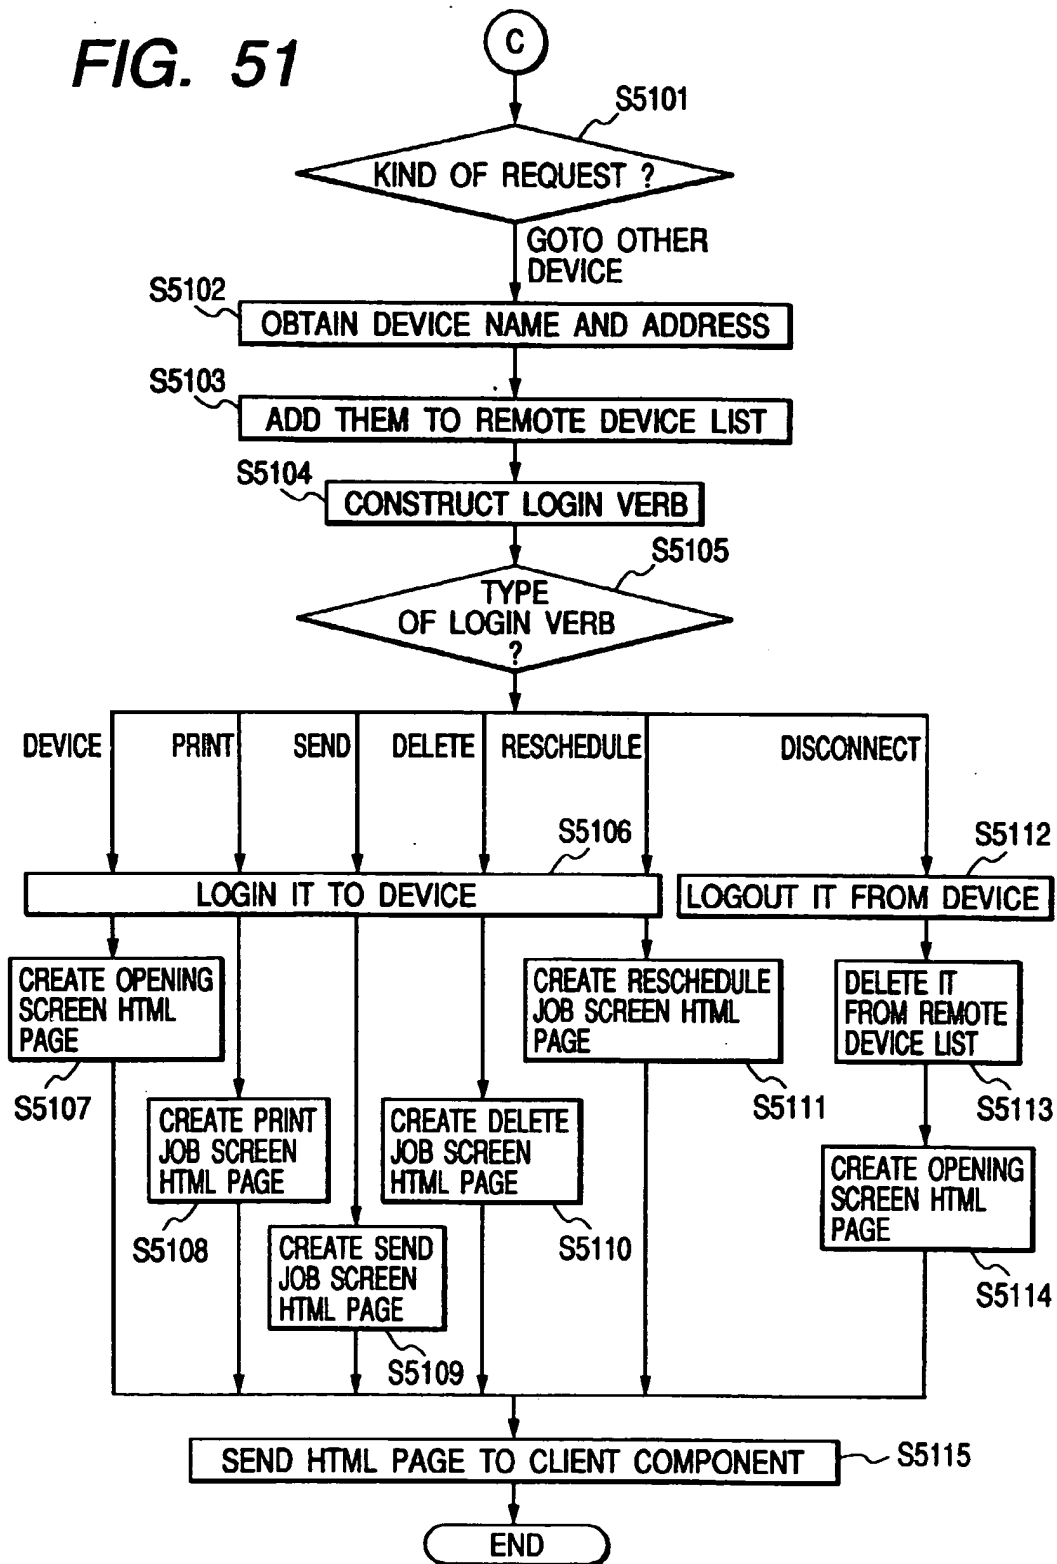 FIG. 51
C
S5101
KIND OF REQUEST ?
GOTO OTHER
DEVICE
S5102
OBTAIN DEVICE NAME AND ADDRESS
S5103
ADD THEM TO REMOTE DEVICE LIST
S5104
CONSTRUCT LOGIN VERB
S5105
TYPE
OF LOGIN VERB
?
DEVICE
PRINT
SEND
DELETE
RESCHEDULE
DISCONNECT
S5106
S5112
LOGIN IT TO DEVICE
LOGOUT IT FROM DEVICE
CREATE OPENING
SCREEN HTML
PAGE
S5107
CREATE RESCHEDULE
JOB SCREEN HTML
PAGE
S5111
DELETE IT
FROM REMOTE
DEVICE LIST
S5113
CREATE PRINT
JOB SCREEN
HTML PAGE
S5108
CREATE DELETE
JOB SCREEN
HTML PAGE
S5110
CREATE OPENING
SCREEN HTML
PAGE
S5114
CREATE SEND
JOB SCREEN
HTML PAGE
S5109
SEND HTML PAGE TO CLIENT COMPONENT
S5115
END